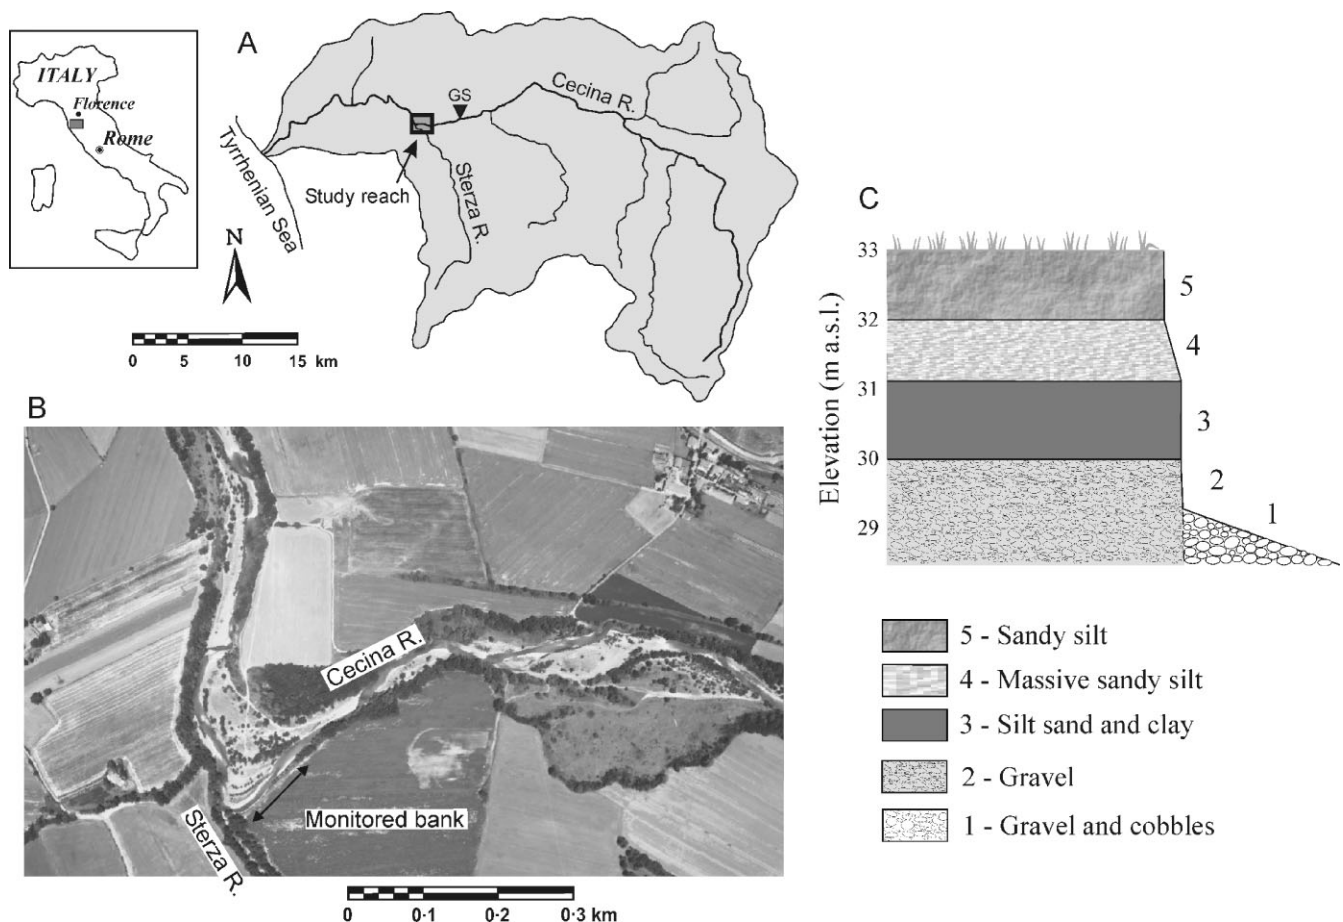 ITALY
Florence
Rome
A
GS
Cecina R.
Tyrrhenian Sea
Study reach
Sterza R.
N
0 5 10 15 km
B
Cecina R.
Monitored bank
Sterza R.
0 0·1 0·2 0·3 km
C
Elevation (m a.s.l.)
33
32
31
30
29
5
4
3
2
1
5 - Sandy silt
4 - Massive sandy silt
3 - Silt sand and clay
2 - Gravel
1 - Gravel and cobbles